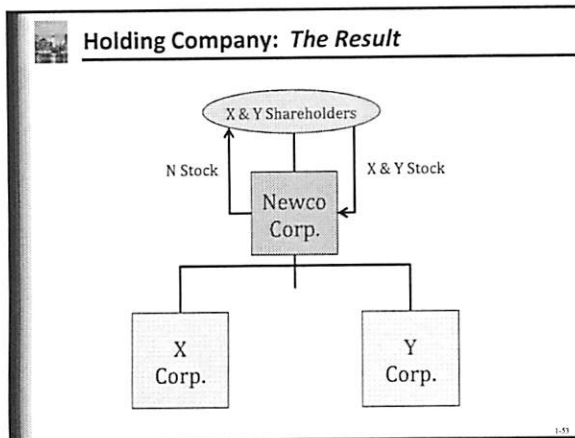 Holding Company: The Result
X & Y Shareholders
N Stock
X & Y Stock
Newco
Corp.
X
Corp.
Y
Corp.
1-53